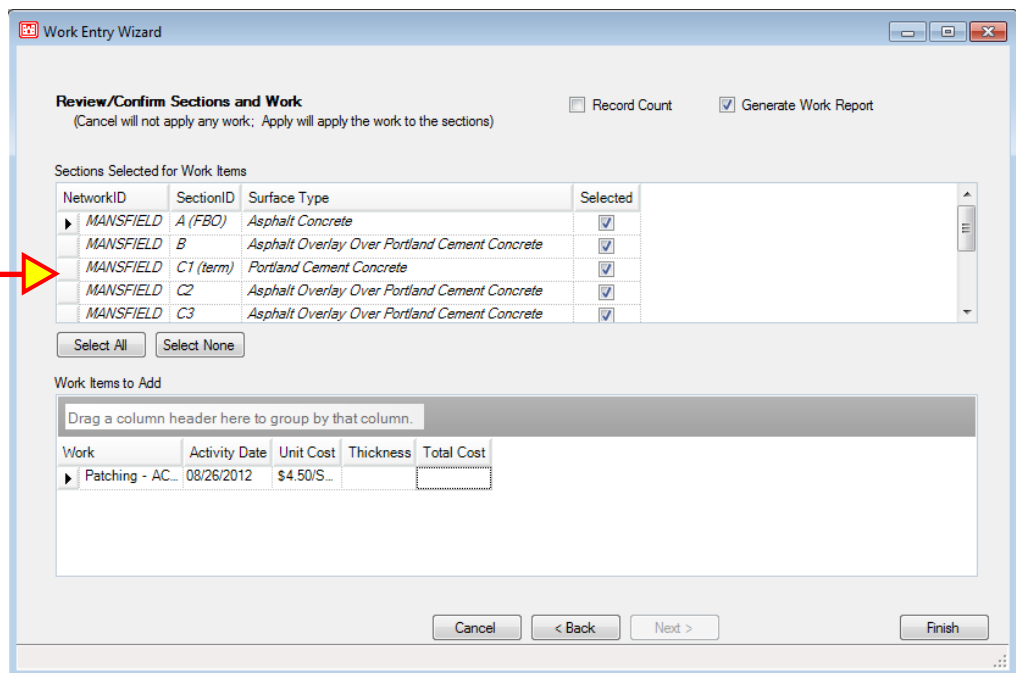 Work Entry Wizard
Review/Confirm Sections and Work
Record Count
Generate Work Report
(Cancel will not apply any work; Apply will apply the work to the sections)
Sections Selected for Work Items
NetworkID SectionID Surface Type Selected
MANSFIELD A (FBO) Asphalt Concrete
MANSFIELD B Asphalt Overlay Over Portland Cement Concrete
MANSFIELD C1 (term) Portland Cement Concrete
MANSFIELD C2 Asphalt Overlay Over Portland Cement Concrete
MANSFIELD C3 Asphalt Overlay Over Portland Cement Concrete
Select All Select None
Work Items to Add
Drag a column header here to group by that column.
Work Activity Date Unit Cost Thickness Total Cost
Patching - AC... 08/26/2012 $4.50/S...
Cancel < Back Next > Finish